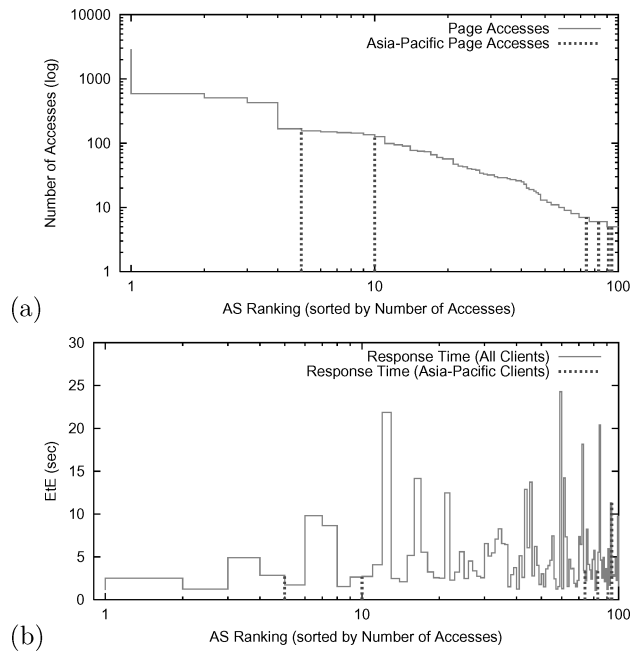 10000
1000
100
10
1
Number of Accesses (log)
Page Accesses
Asia-Pacific Page Accesses
1 10 100
AS Ranking (sorted by Number of Accesses)
(a)
30
25
20
15
10
5
0
EtE (sec)
Response Time (All Clients)
Response Time (Asia-Pacific Clients)
1 10 100
AS Ranking (sorted by Number of Accesses)
(b)